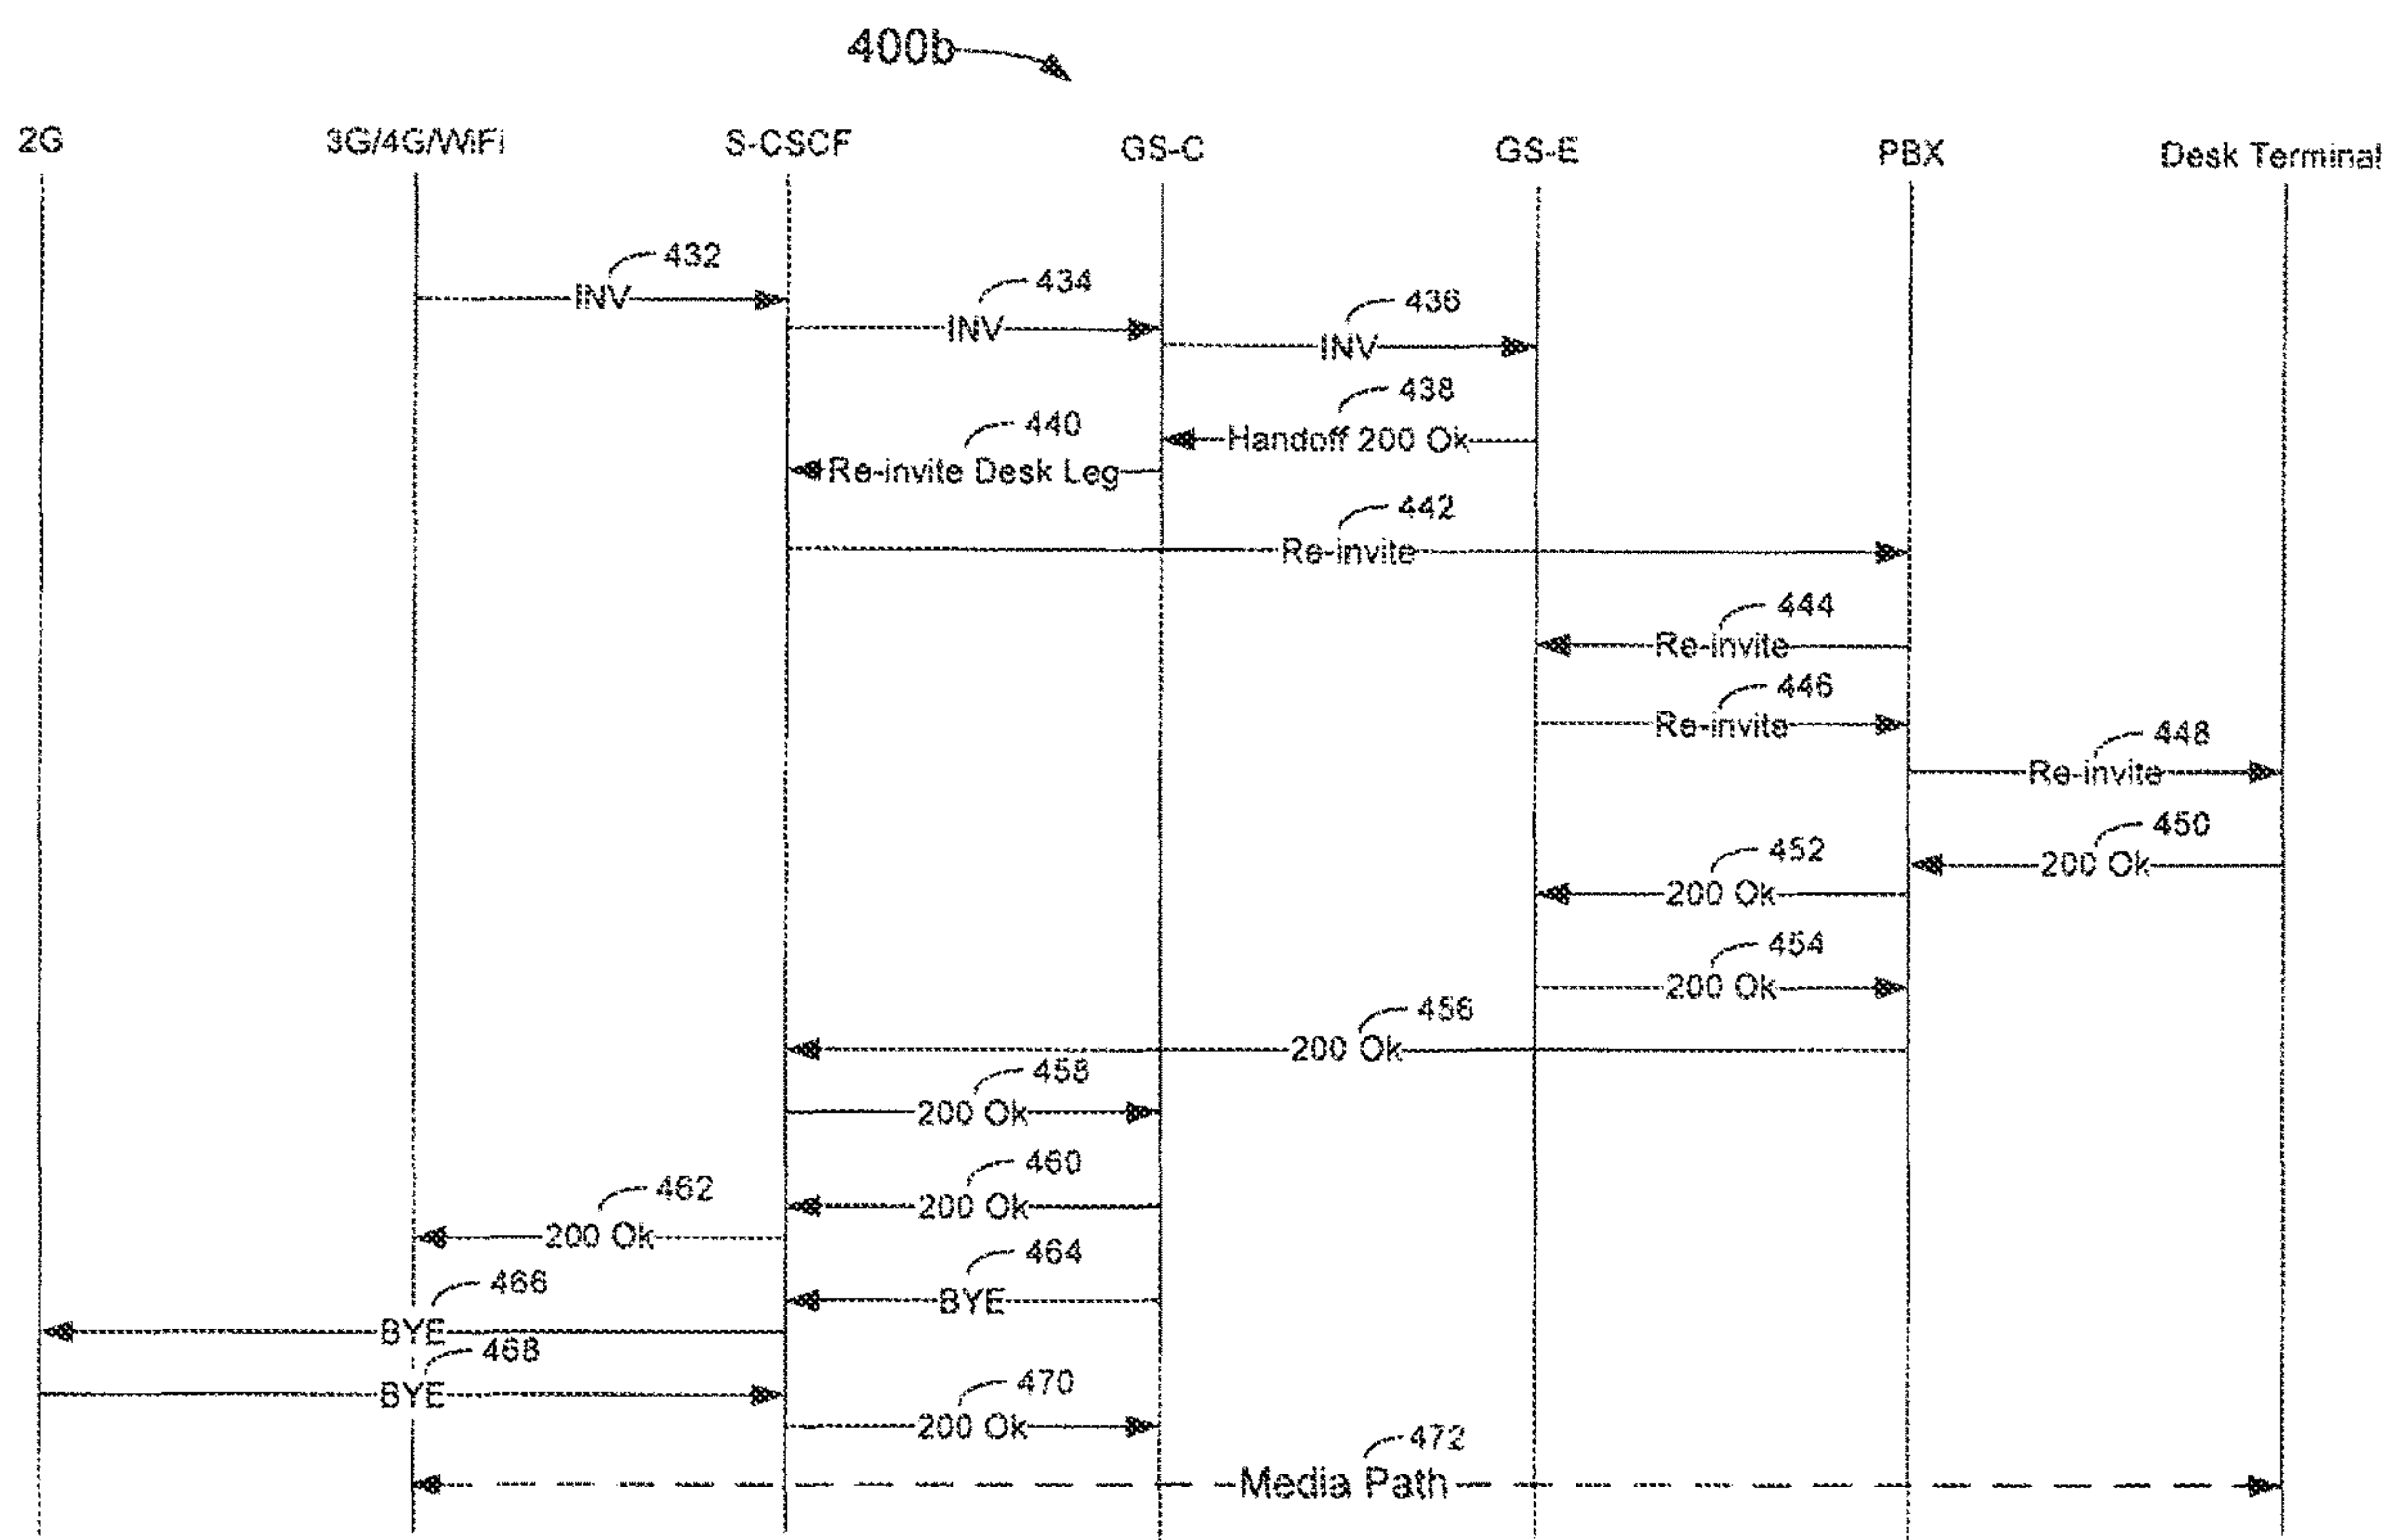 400b
2G
3G/4G/WiFi
S-CSCF
GS-C
GS-E
PBX
Desk Terminal
432
INV
434
INV
436
INV
438
Handoff 200 Ok
440
Re-invite Desk Leg
442
Re-invite
444
Re-invite
446
Re-invite
448
Re-invite
450
200 Ok
452
200 Ok
454
200 Ok
456
200 Ok
458
200 Ok
460
200 Ok
462
200 Ok
464
BYE
466
BYE
468
BYE
470
200 Ok
472
Media Path